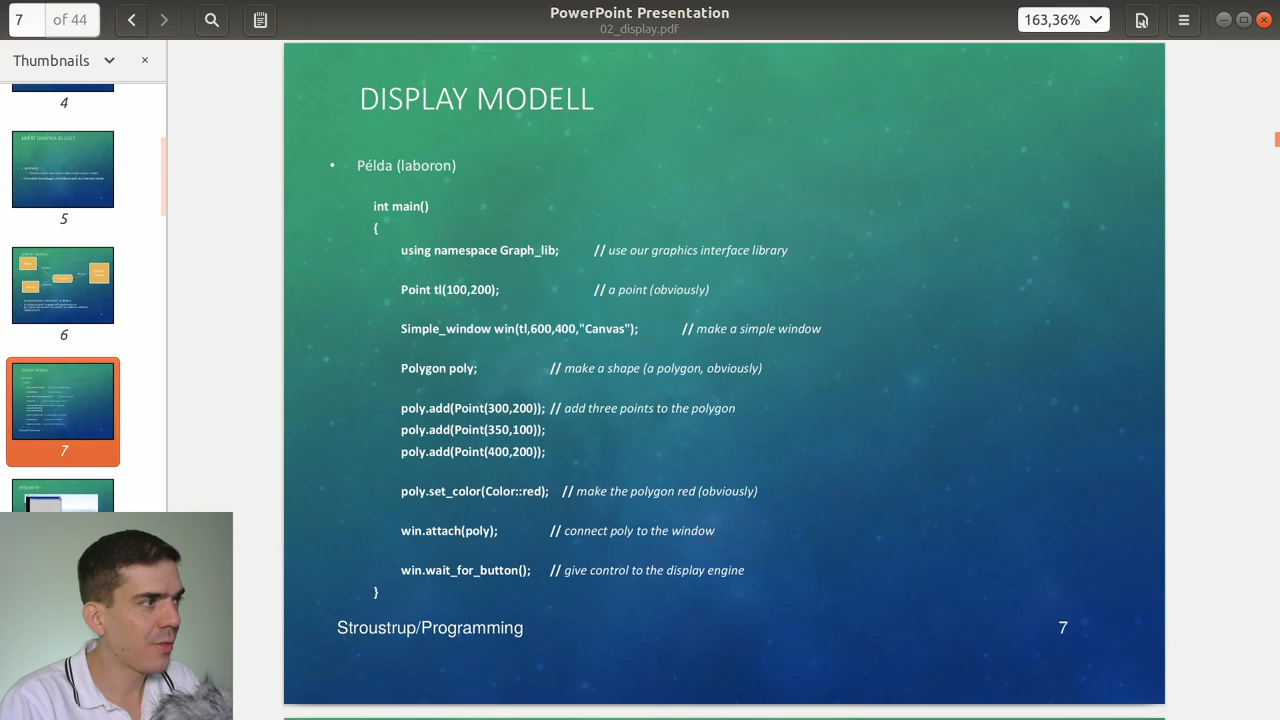 7 of 44
PowerPoint Presentation
02_display.pdf
163,36%
Thumbnails
4
5
6
7
DISPLAY MODELL
• Példa (laboron)
int main()
{
using namespace Graph_lib; // use our graphics interface library
Point tl(100,200); // a point (obviously)
Simple_window win(tl,600,400,"Canvas"); // make a simple window
Polygon poly; // make a shape (a polygon, obviously)
poly.add(Point(300,200)); // add three points to the polygon
poly.add(Point(350,100));
poly.add(Point(400,200));
poly.set_color(Color::red); // make the polygon red (obviously)
win.attach(poly); // connect poly to the window
win.wait_for_button(); // give control to the display engine
}
Stroustrup/Programming
7